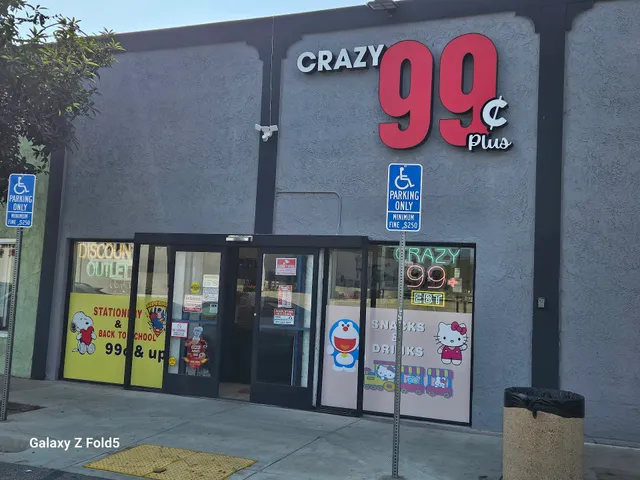 CRAZY
99¢
Plus
PARKING
ONLY
MINIMUM
FINE $250
PARKING
ONLY
MINIMUM
FINE $250
DISCOUNT
OUTLET
CRAZY
99+
EBT
STATIONERY
&
BACK TO SCHOOL
99¢ & up
SNACKS
&
DRINKS
Galaxy Z Fold5